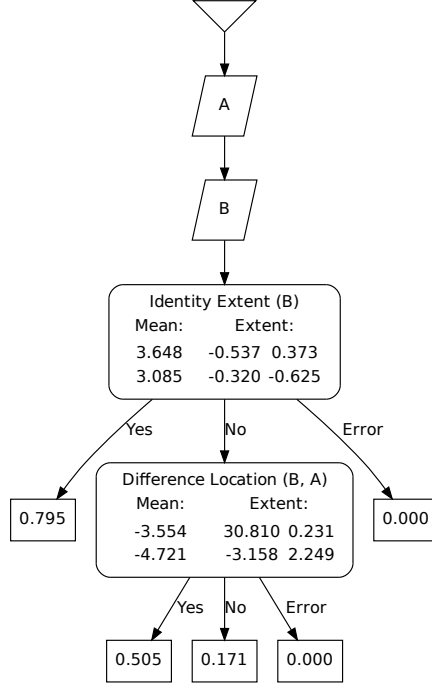 A
B
Identity Extent (B)
Mean: Extent:
3.648 -0.537 0.373
3.085 -0.320 -0.625
Yes No Error
0.795
Difference Location (B, A)
Mean: Extent:
-3.554 30.810 0.231
-4.721 -3.158 2.249
0.000
Yes No Error
0.505 0.171 0.000